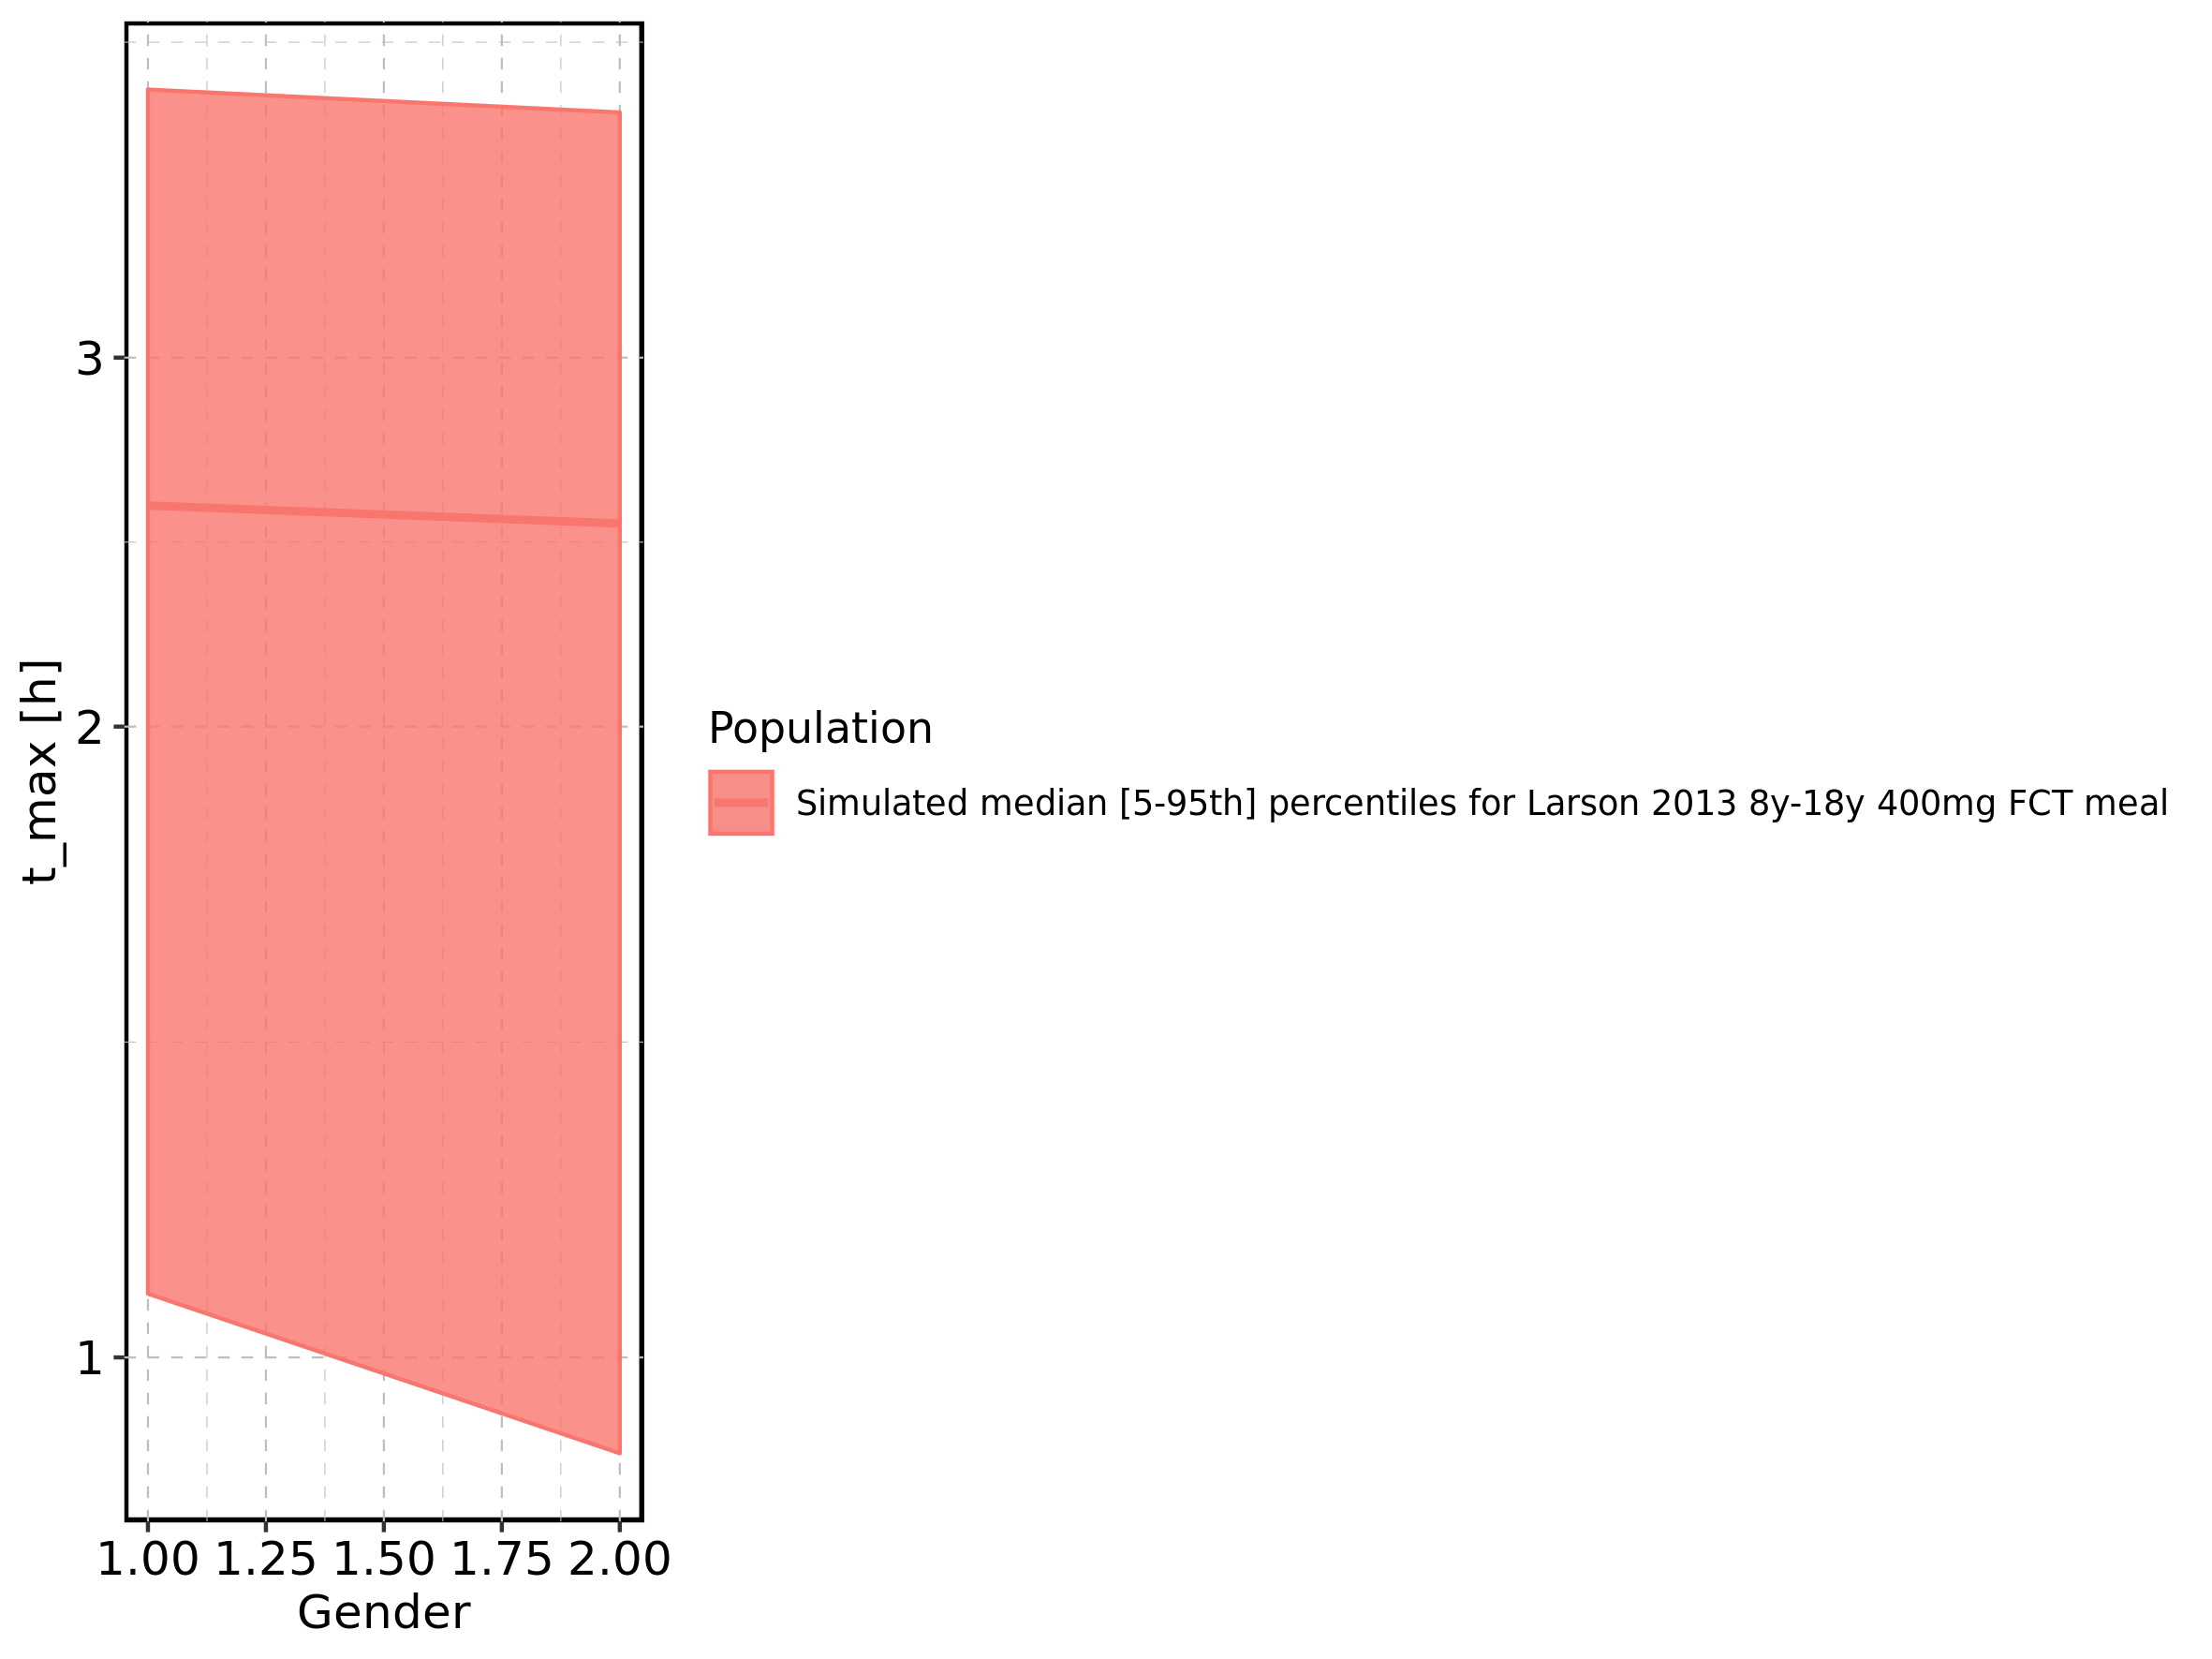 t_max [h]
3
2
1
1.00 1.25 1.50 1.75 2.00
Gender
Population
Simulated median [5-95th] percentiles for Larson 2013 8y-18y 400mg FCT meal